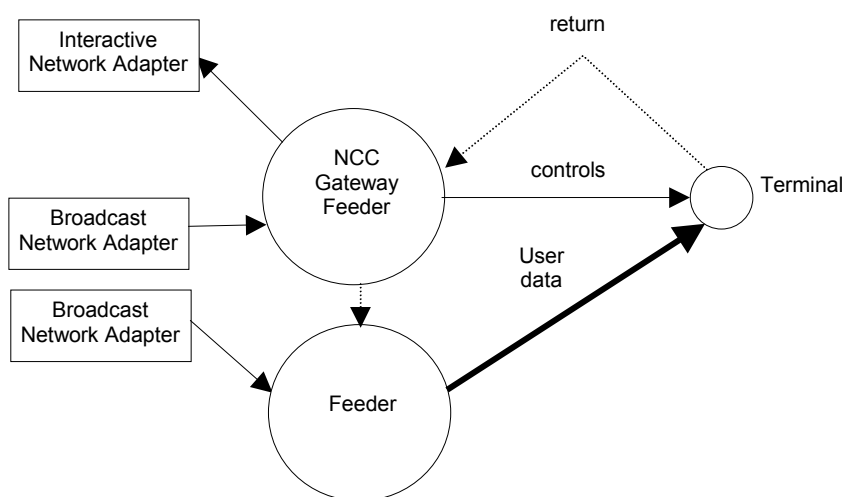 Interactive
Network Adapter
return
NCC
Gateway
Feeder
controls
Terminal
Broadcast
Network Adapter
User
data
Broadcast
Network Adapter
Feeder